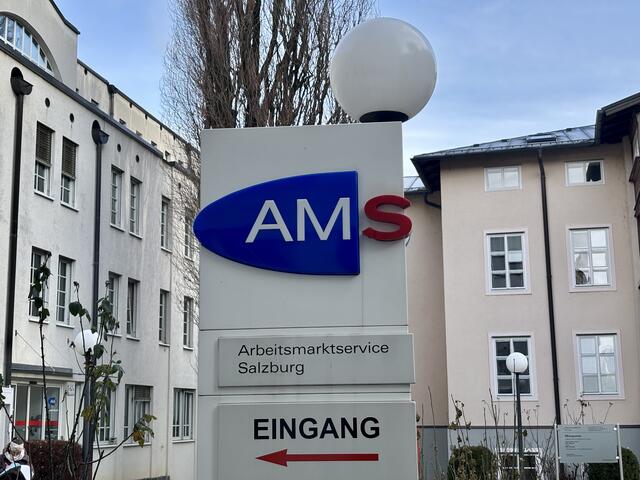 AMS
Arbeitsmarktservice
Salzburg
EINGANG